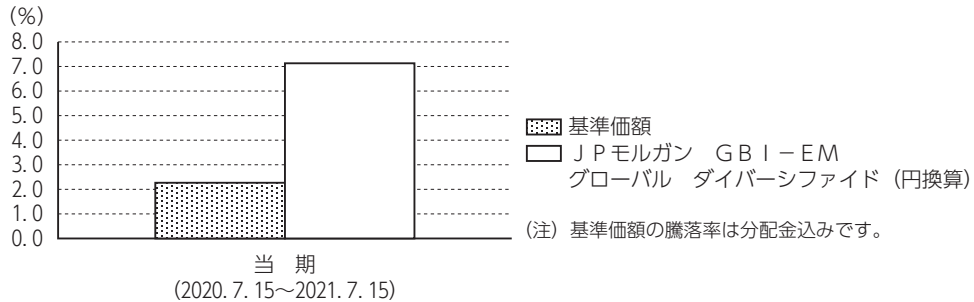 (%)
8.0
7.0
6.0
5.0
4.0
3.0
2.0
1.0
0.0
当 期
(2020.7.15～2021.7.15)
基準価額
ＪＰモルガン　ＧＢＩ－ＥＭ
グローバル　ダイバーシファイド（円換算）
（注）基準価額の騰落率は分配金込みです。